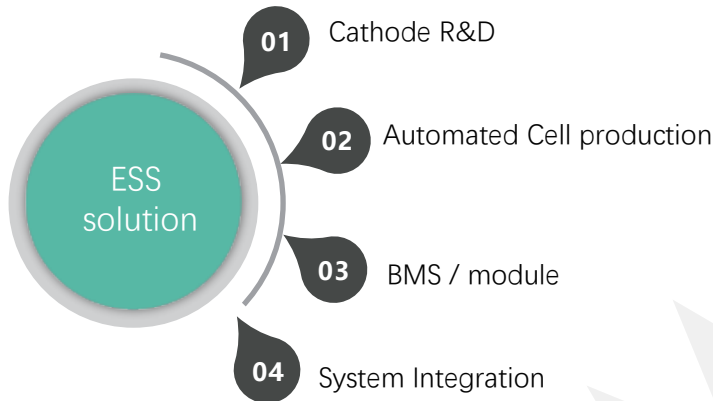 01
Cathode R&D
02
Automated Cell production
ESS
solution
03
BMS / module
04
System Integration